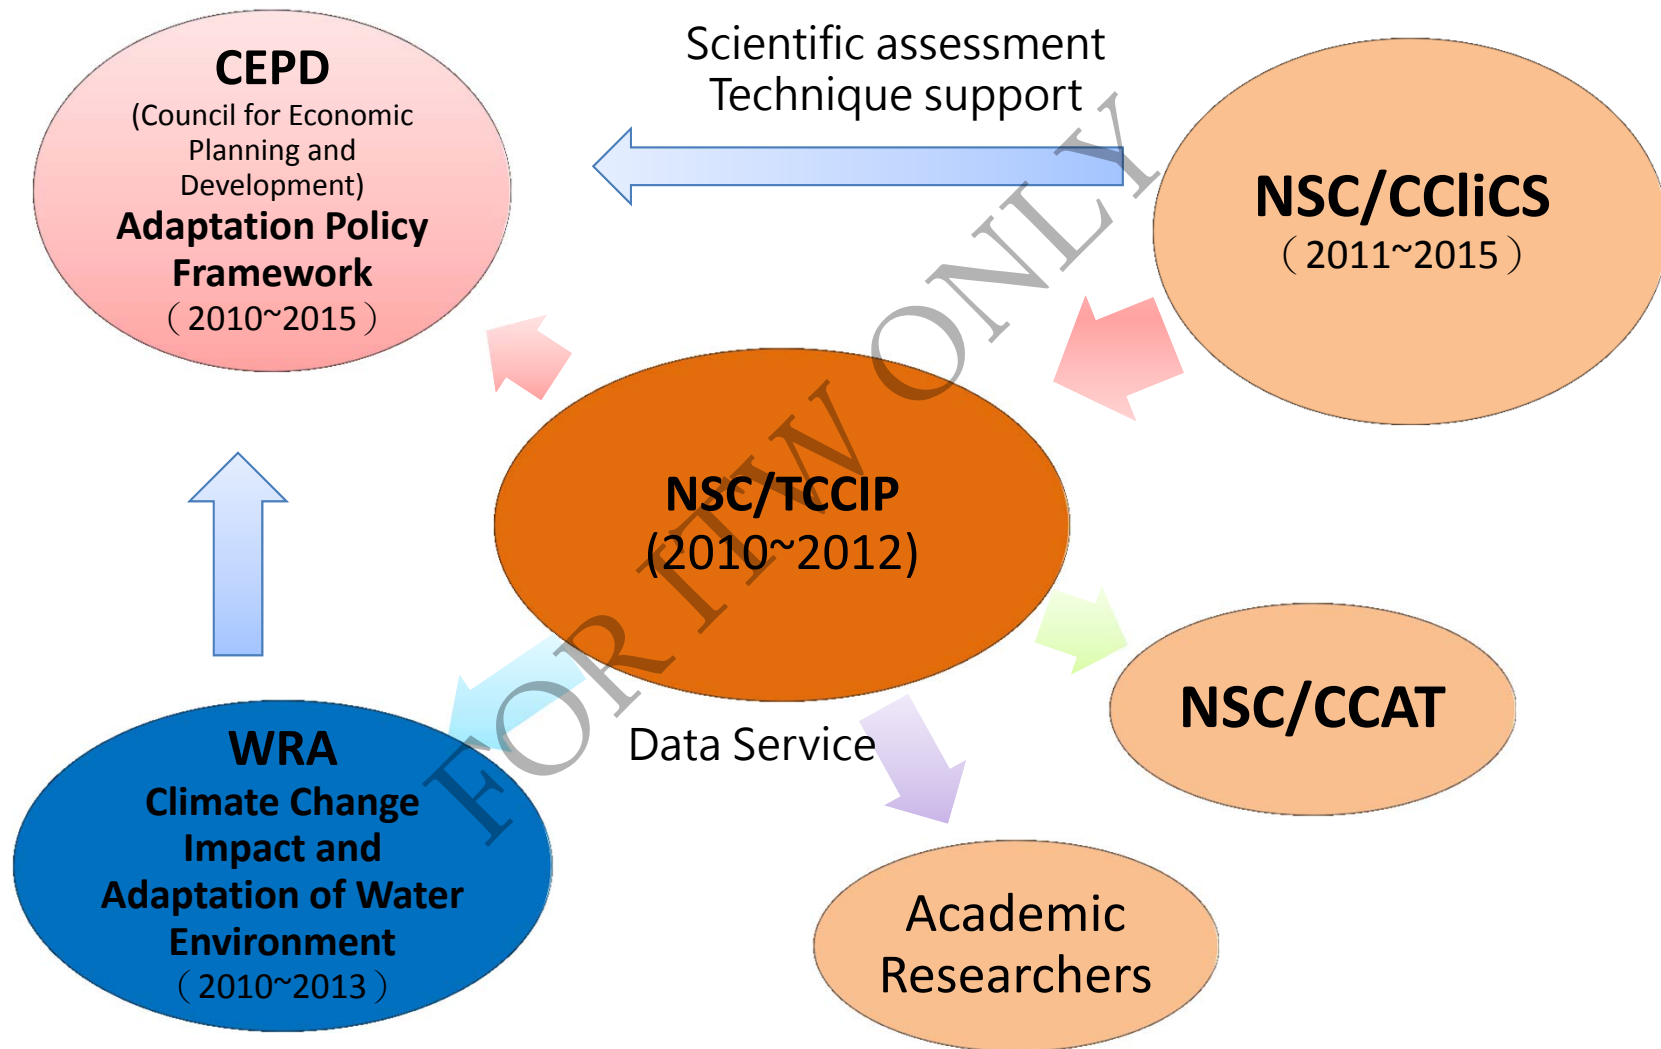 CEPD
(Council for Economic
Planning and
Development)
Adaptation Policy
Framework
（2010~2015）
Scientific assessment
Technique support
NSC/CCliCS
（2011~2015）
NSC/TCCIP
(2010~2012)
NSC/CCAT
Data Service
WRA
Climate Change
Impact and
Adaptation of Water
Environment
（2010~2013）
Academic
Researchers
FOR ITW ONLY